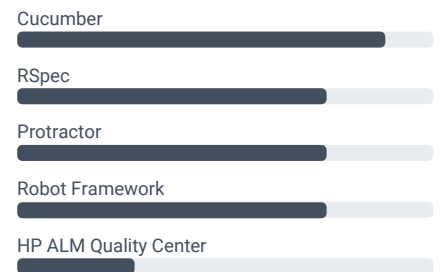 Cucumber
RSpec
Protractor
Robot Framework
HP ALM Quality Center